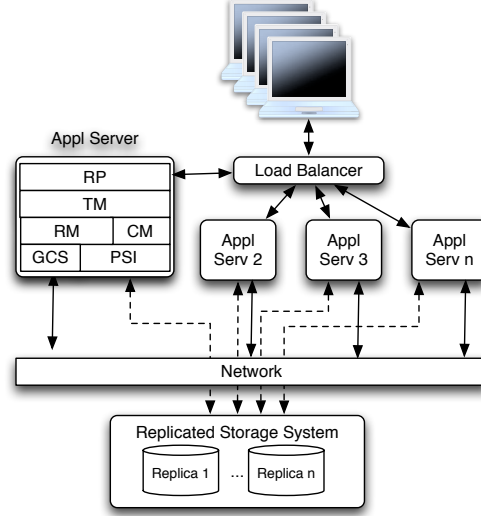 Appl Server
RP
TM
RM CM
GCS PSI
Load Balancer
Appl
Serv 2
Appl
Serv 3
Appl
Serv n
Network
Replicated Storage System
Replica 1 ... Replica n